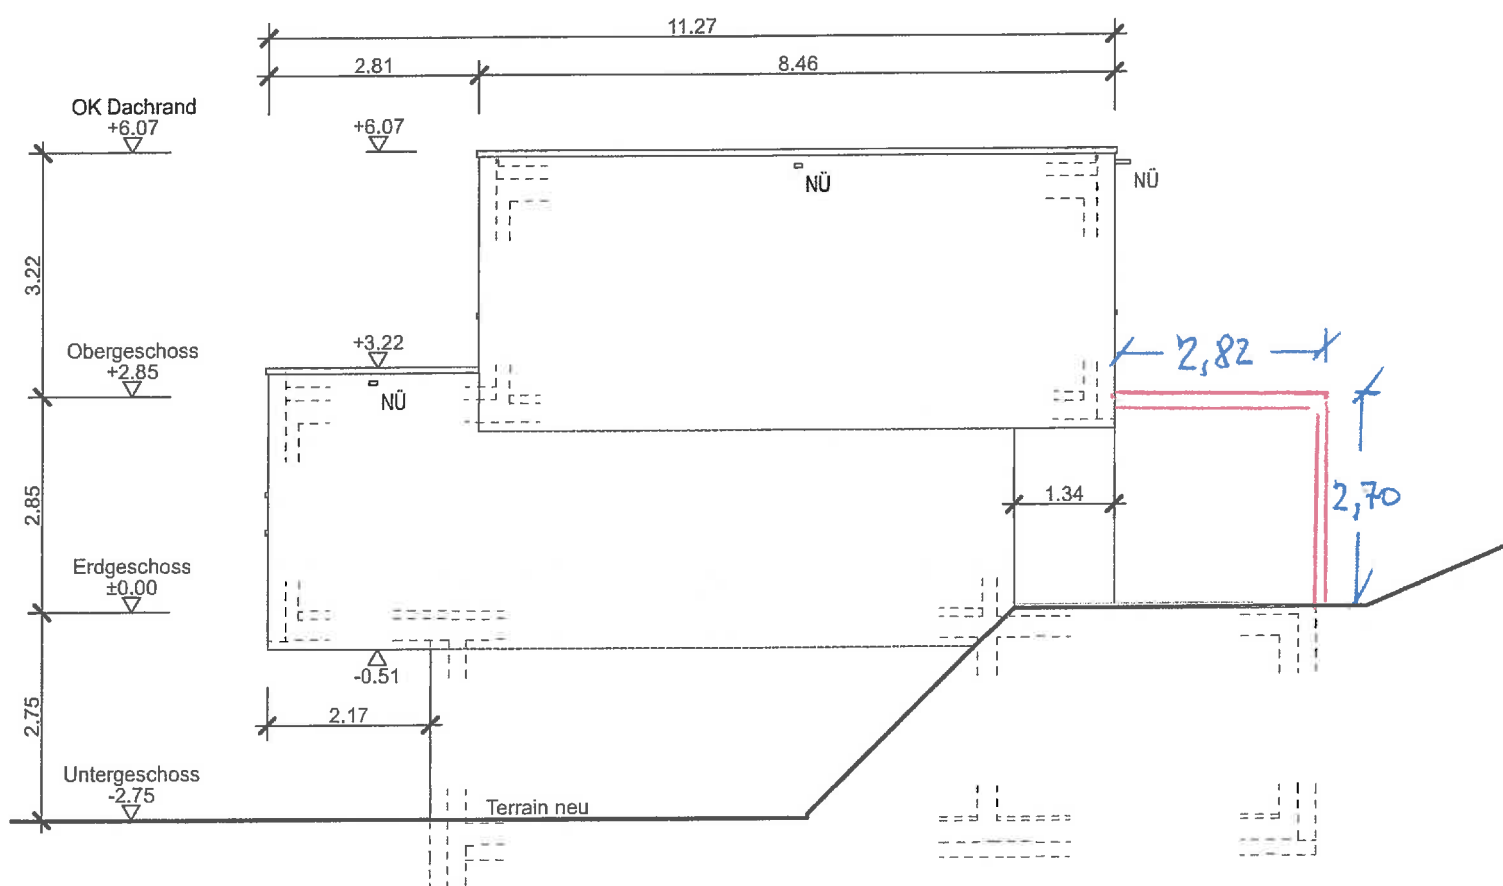 11.27
2.81
8.46
OK Dachrand
+6.07
+6.07
NÜ
NÜ
3.22
Obergeschoss
+2.85
+3.22
NÜ
2,82
2.85
1.34
2,70
Erdgeschoss
±0.00
-0.51
2.75
2.17
Untergeschoss
-2.75
Terrain neu